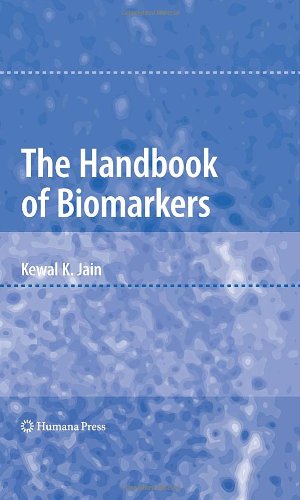 The Handbook
of Biomarkers
Kewal K. Jain
Humana Press